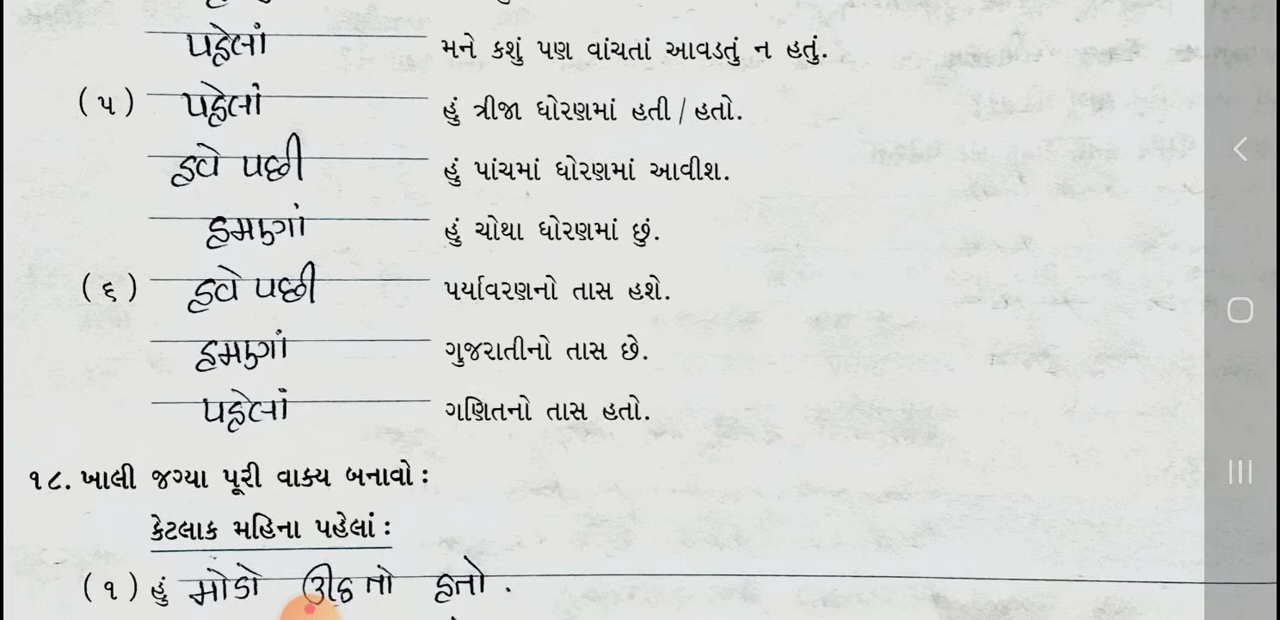 પહેલાં મને કશું પણ વાંચતાં આવડતું ન હતું.
(૫) પહેલાં હું ત્રીજા ધોરણમાં હતી / હતો.
હવે પછી હું પાંચમાં ધોરણમાં આવીશ.
હમણાં હું ચોથા ધોરણમાં છું.
(૬) હવે પછી પર્યાવરણનો તાસ હશે.
હમણાં ગુજરાતીનો તાસ છે.
પહેલાં ગણિતનો તાસ હતો.
૧૮. ખાલી જગ્યા પૂરી વાક્ય બનાવો :
કેટલાક મહિના પહેલાં :
(૧) હું મોડો ઊઠતો હતો .